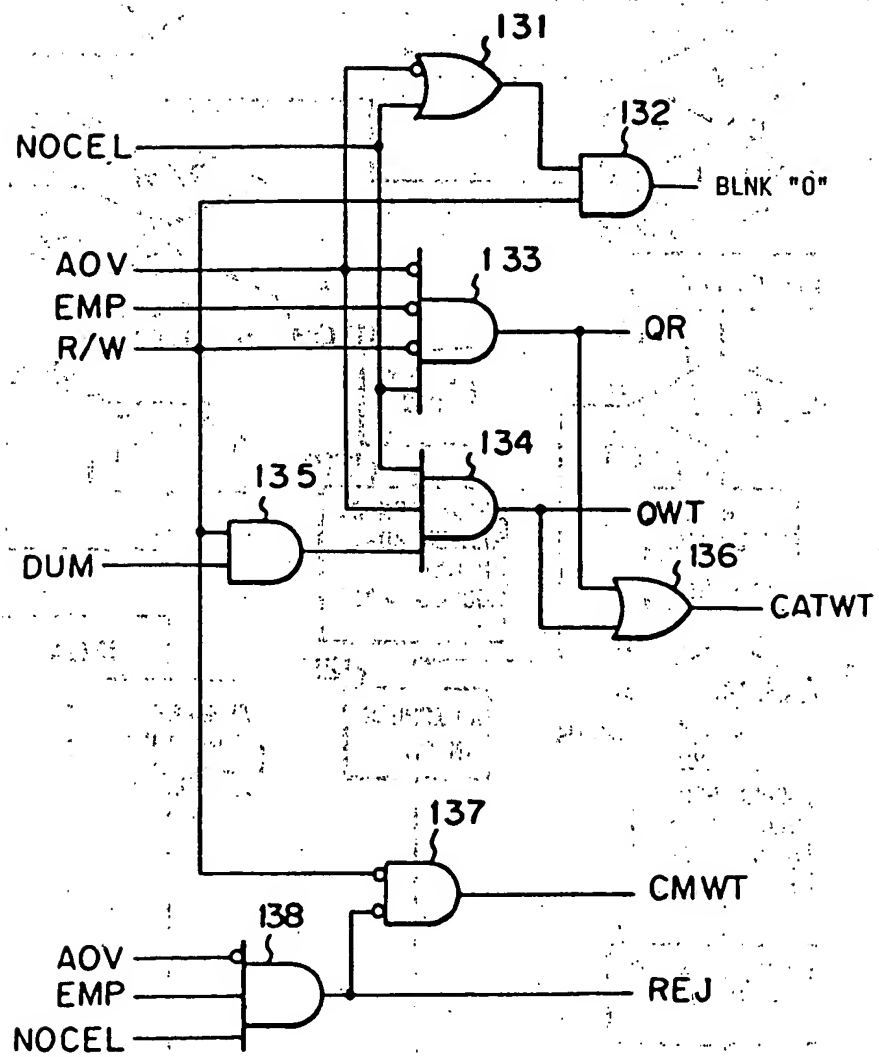 131
132
NOCEL
BLNK "0"
AOV
133
EMP
QR
R/W
134
135
QWT
136
DUM
CATWT
137
CMWT
138
AOV
EMP
REJ
NOCEL